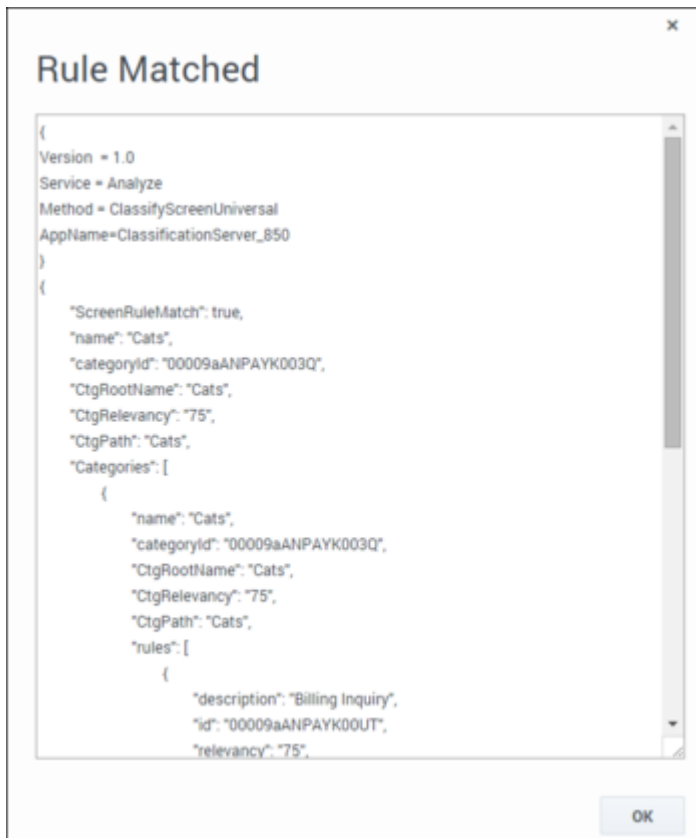 ×
Rule Matched
{
Version = 1.0
Service = Analyze
Method = ClassifyScreenUniversal
AppName=ClassificationServer_850
}
{
"ScreenRuleMatch": true,
"name": "Cats",
"categoryId": "00009aANPAYK003Q",
"CtgRootName": "Cats",
"CtgRelevancy": "75",
"CtgPath": "Cats",
"Categories": [
{
"name": "Cats",
"categoryId": "00009aANPAYK003Q",
"CtgRootName": "Cats",
"CtgRelevancy": "75",
"CtgPath": "Cats",
"rules": [
{
"description": "Billing Inquiry",
"id": "00009aANPAYK00UT",
"relevancy": "75",
OK